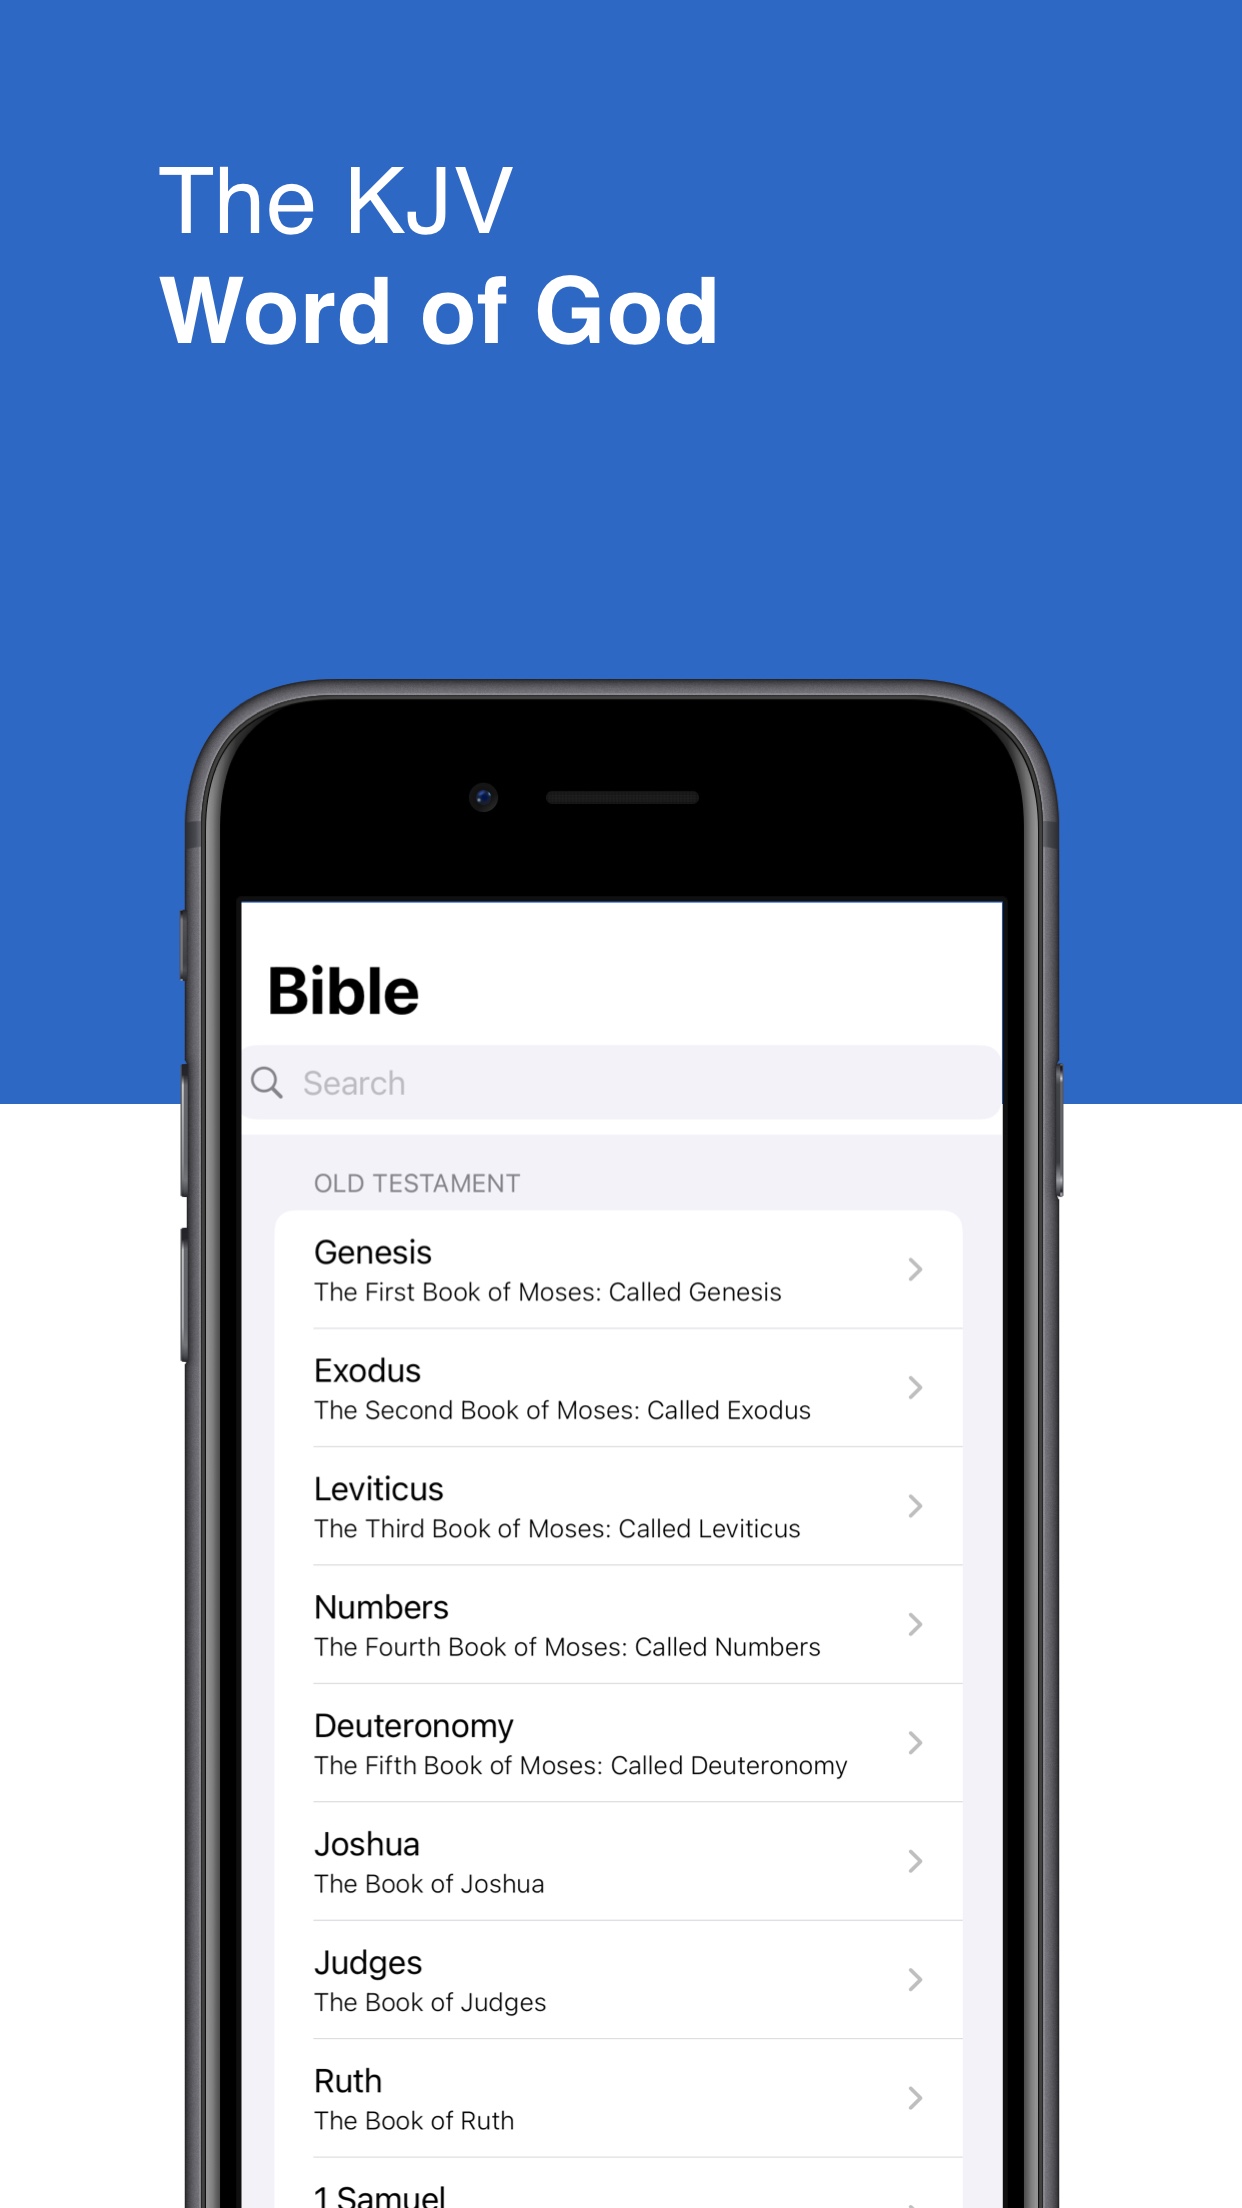 The KJV
Word of God
Bible
Search
OLD TESTAMENT
Genesis
The First Book of Moses: Called Genesis
Exodus
The Second Book of Moses: Called Exodus
Leviticus
The Third Book of Moses: Called Leviticus
Numbers
The Fourth Book of Moses: Called Numbers
Deuteronomy
The Fifth Book of Moses: Called Deuteronomy
Joshua
The Book of Joshua
Judges
The Book of Judges
Ruth
The Book of Ruth
1 Samuel